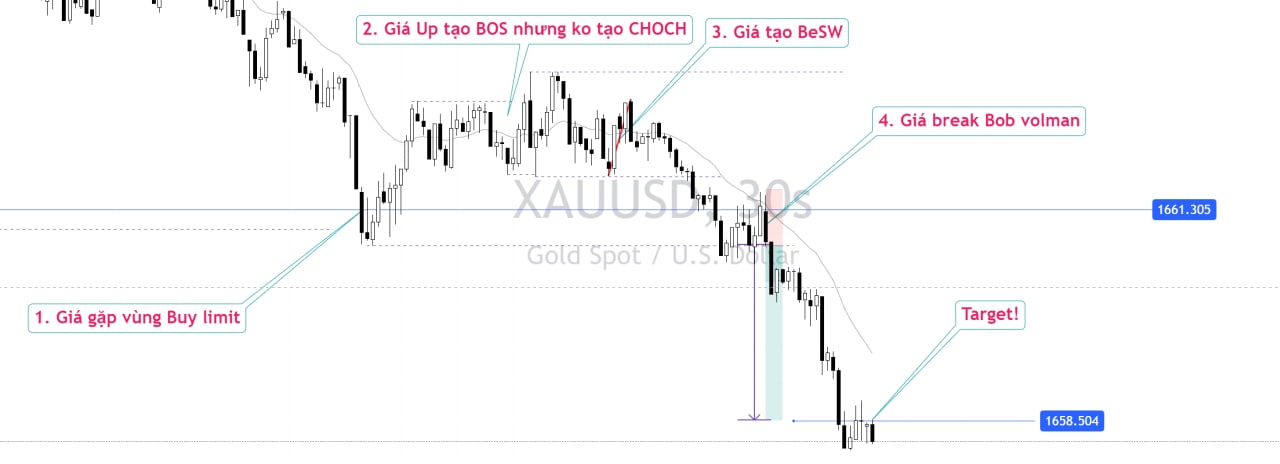 2. Giá Up tạo BOS nhưng ko tạo CHOCH
3. Giá tạo BeSW
4. Giá break Bob volman
XAUUSD, 30s
1661.305
Gold Spot / U.S. Dollar
1. Giá gặp vùng Buy limit
Target!
1658.504